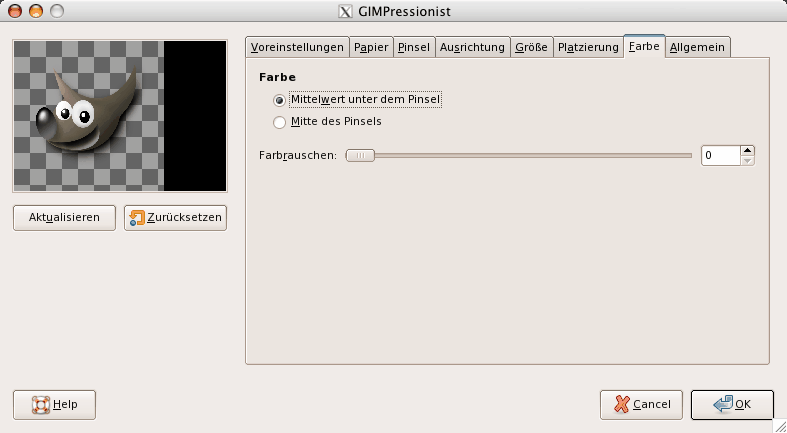 GIMPressionist
Voreinstellungen Papier Pinsel Ausrichtung Größe Platzierung Farbe Allgemein
Farbe
Mittelwert unter dem Pinsel
Mitte des Pinsels
Farbrauschen: 0
Aktualisieren Zurücksetzen
Help Cancel OK